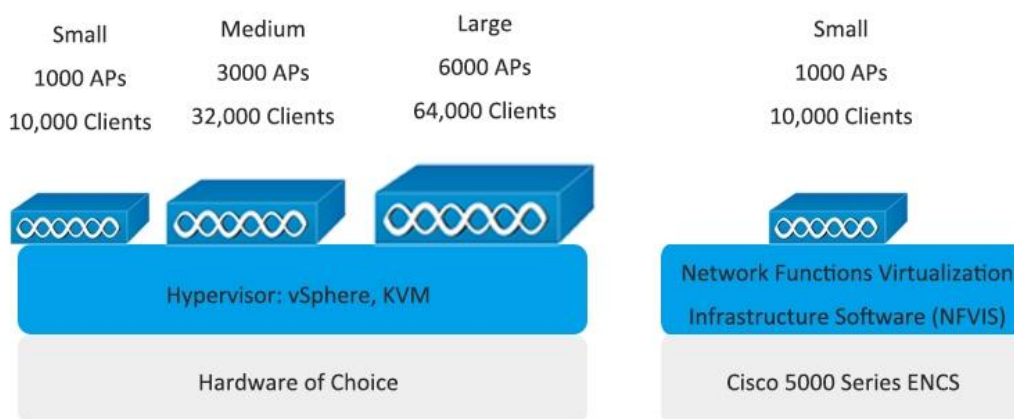 Small
1000 APs
10,000 Clients
Medium
3000 APs
32,000 Clients
Large
6000 APs
64,000 Clients
Hypervisor: vSphere, KVM
Hardware of Choice
Small
1000 APs
10,000 Clients
Network Functions Virtualization
Infrastructure Software (NFVIS)
Cisco 5000 Series ENCS